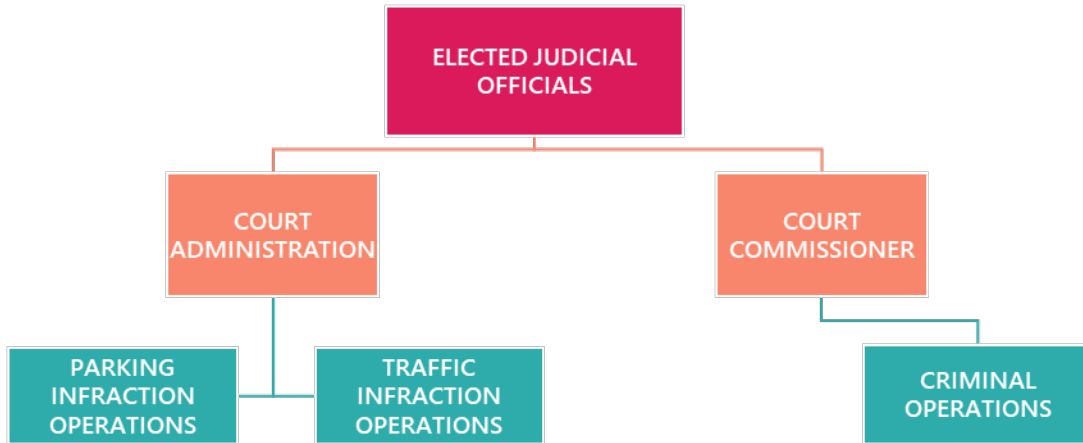 ELECTED JUDICIAL
OFFICIALS
COURT
ADMINISTRATION
COURT
COMMISSIONER
PARKING
INFRACTION
OPERATIONS
TRAFFIC
INFRACTION
OPERATIONS
CRIMINAL
OPERATIONS